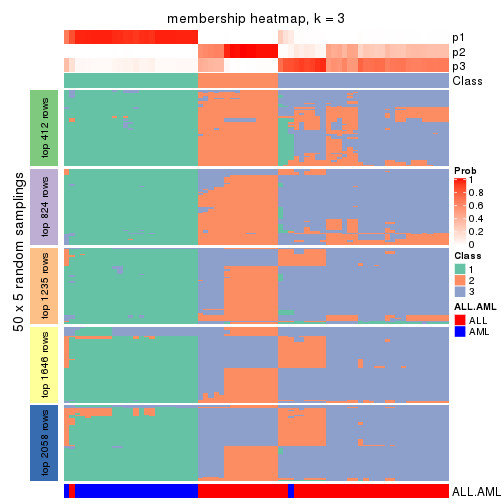 membership heatmap, k = 3
p1
p2
p3
Class
50 x 5 random samplings
top 412 rows
top 824 rows
top 1235 rows
top 1646 rows
top 2058 rows
Prob
1
0.8
0.6
0.4
0.2
0
Class
1
2
3
ALL.AML
ALL
AML
ALL.AML